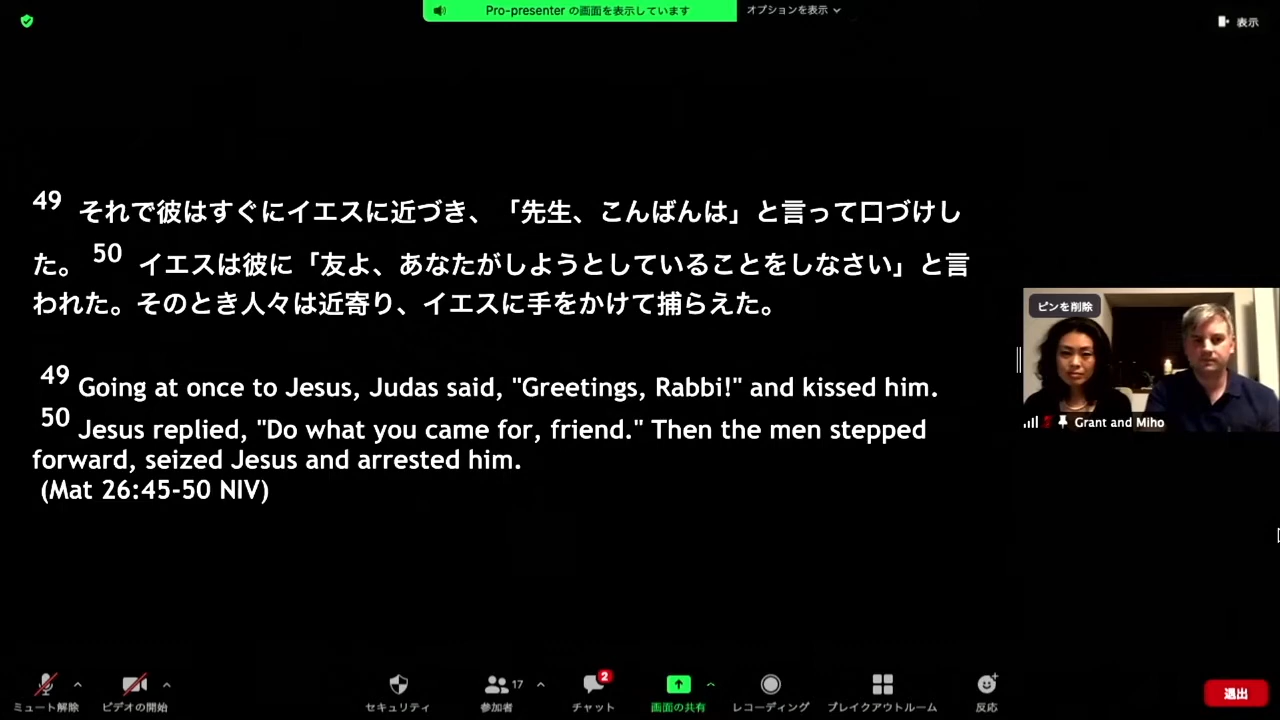 Pro-presenter の画面を表示しています
オプションを表示
表示
49 それで彼はすぐにイエスに近づき、「先生、こんばんは」と言って口づけし
た。 50 イエスは彼に「友よ、あなたがしようとしていることをしなさい」と言
われた。そのとき人々は近寄り、イエスに手をかけて捕らえた。
49 Going at once to Jesus, Judas said, "Greetings, Rabbi!" and kissed him.
50 Jesus replied, "Do what you came for, friend." Then the men stepped
forward, seized Jesus and arrested him.
(Mat 26:45-50 NIV)
ピンを削除
Grant and Miho
17
2
ミュート解除
ビデオの開始
セキュリティ
参加者
チャット
画面の共有
レコーディング
ブレイクアウトルーム
反応
退出